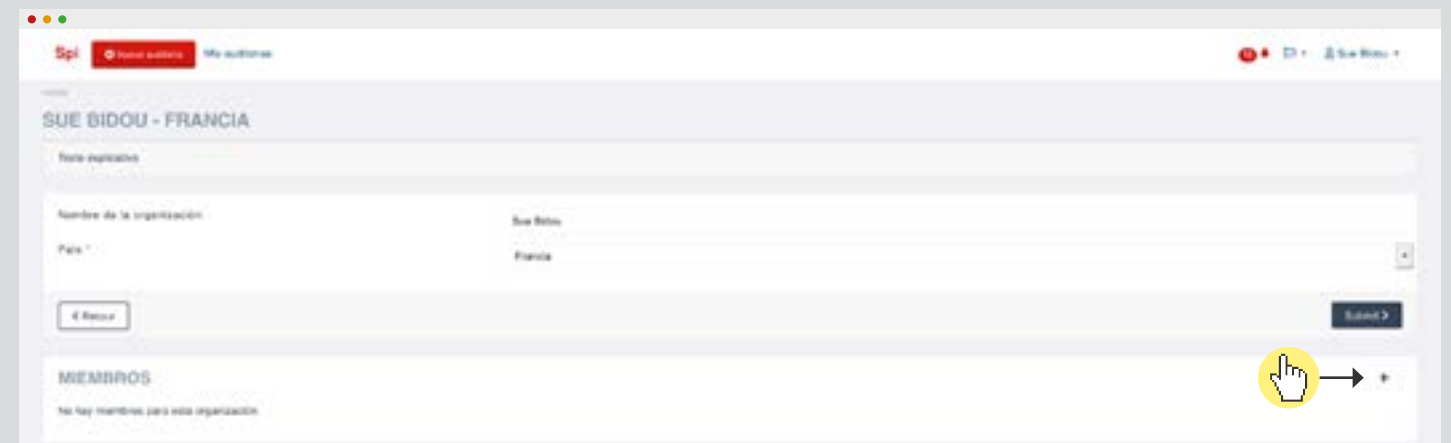 Spi Nueva auditoría Mis auditorías Sue Bidou
SUE BIDOU - FRANCIA
Texto explicativo
Nombre de la organización Sue Bidou
País * Francia
Retour Submit
MIEMBROS
No hay miembros para esta organización